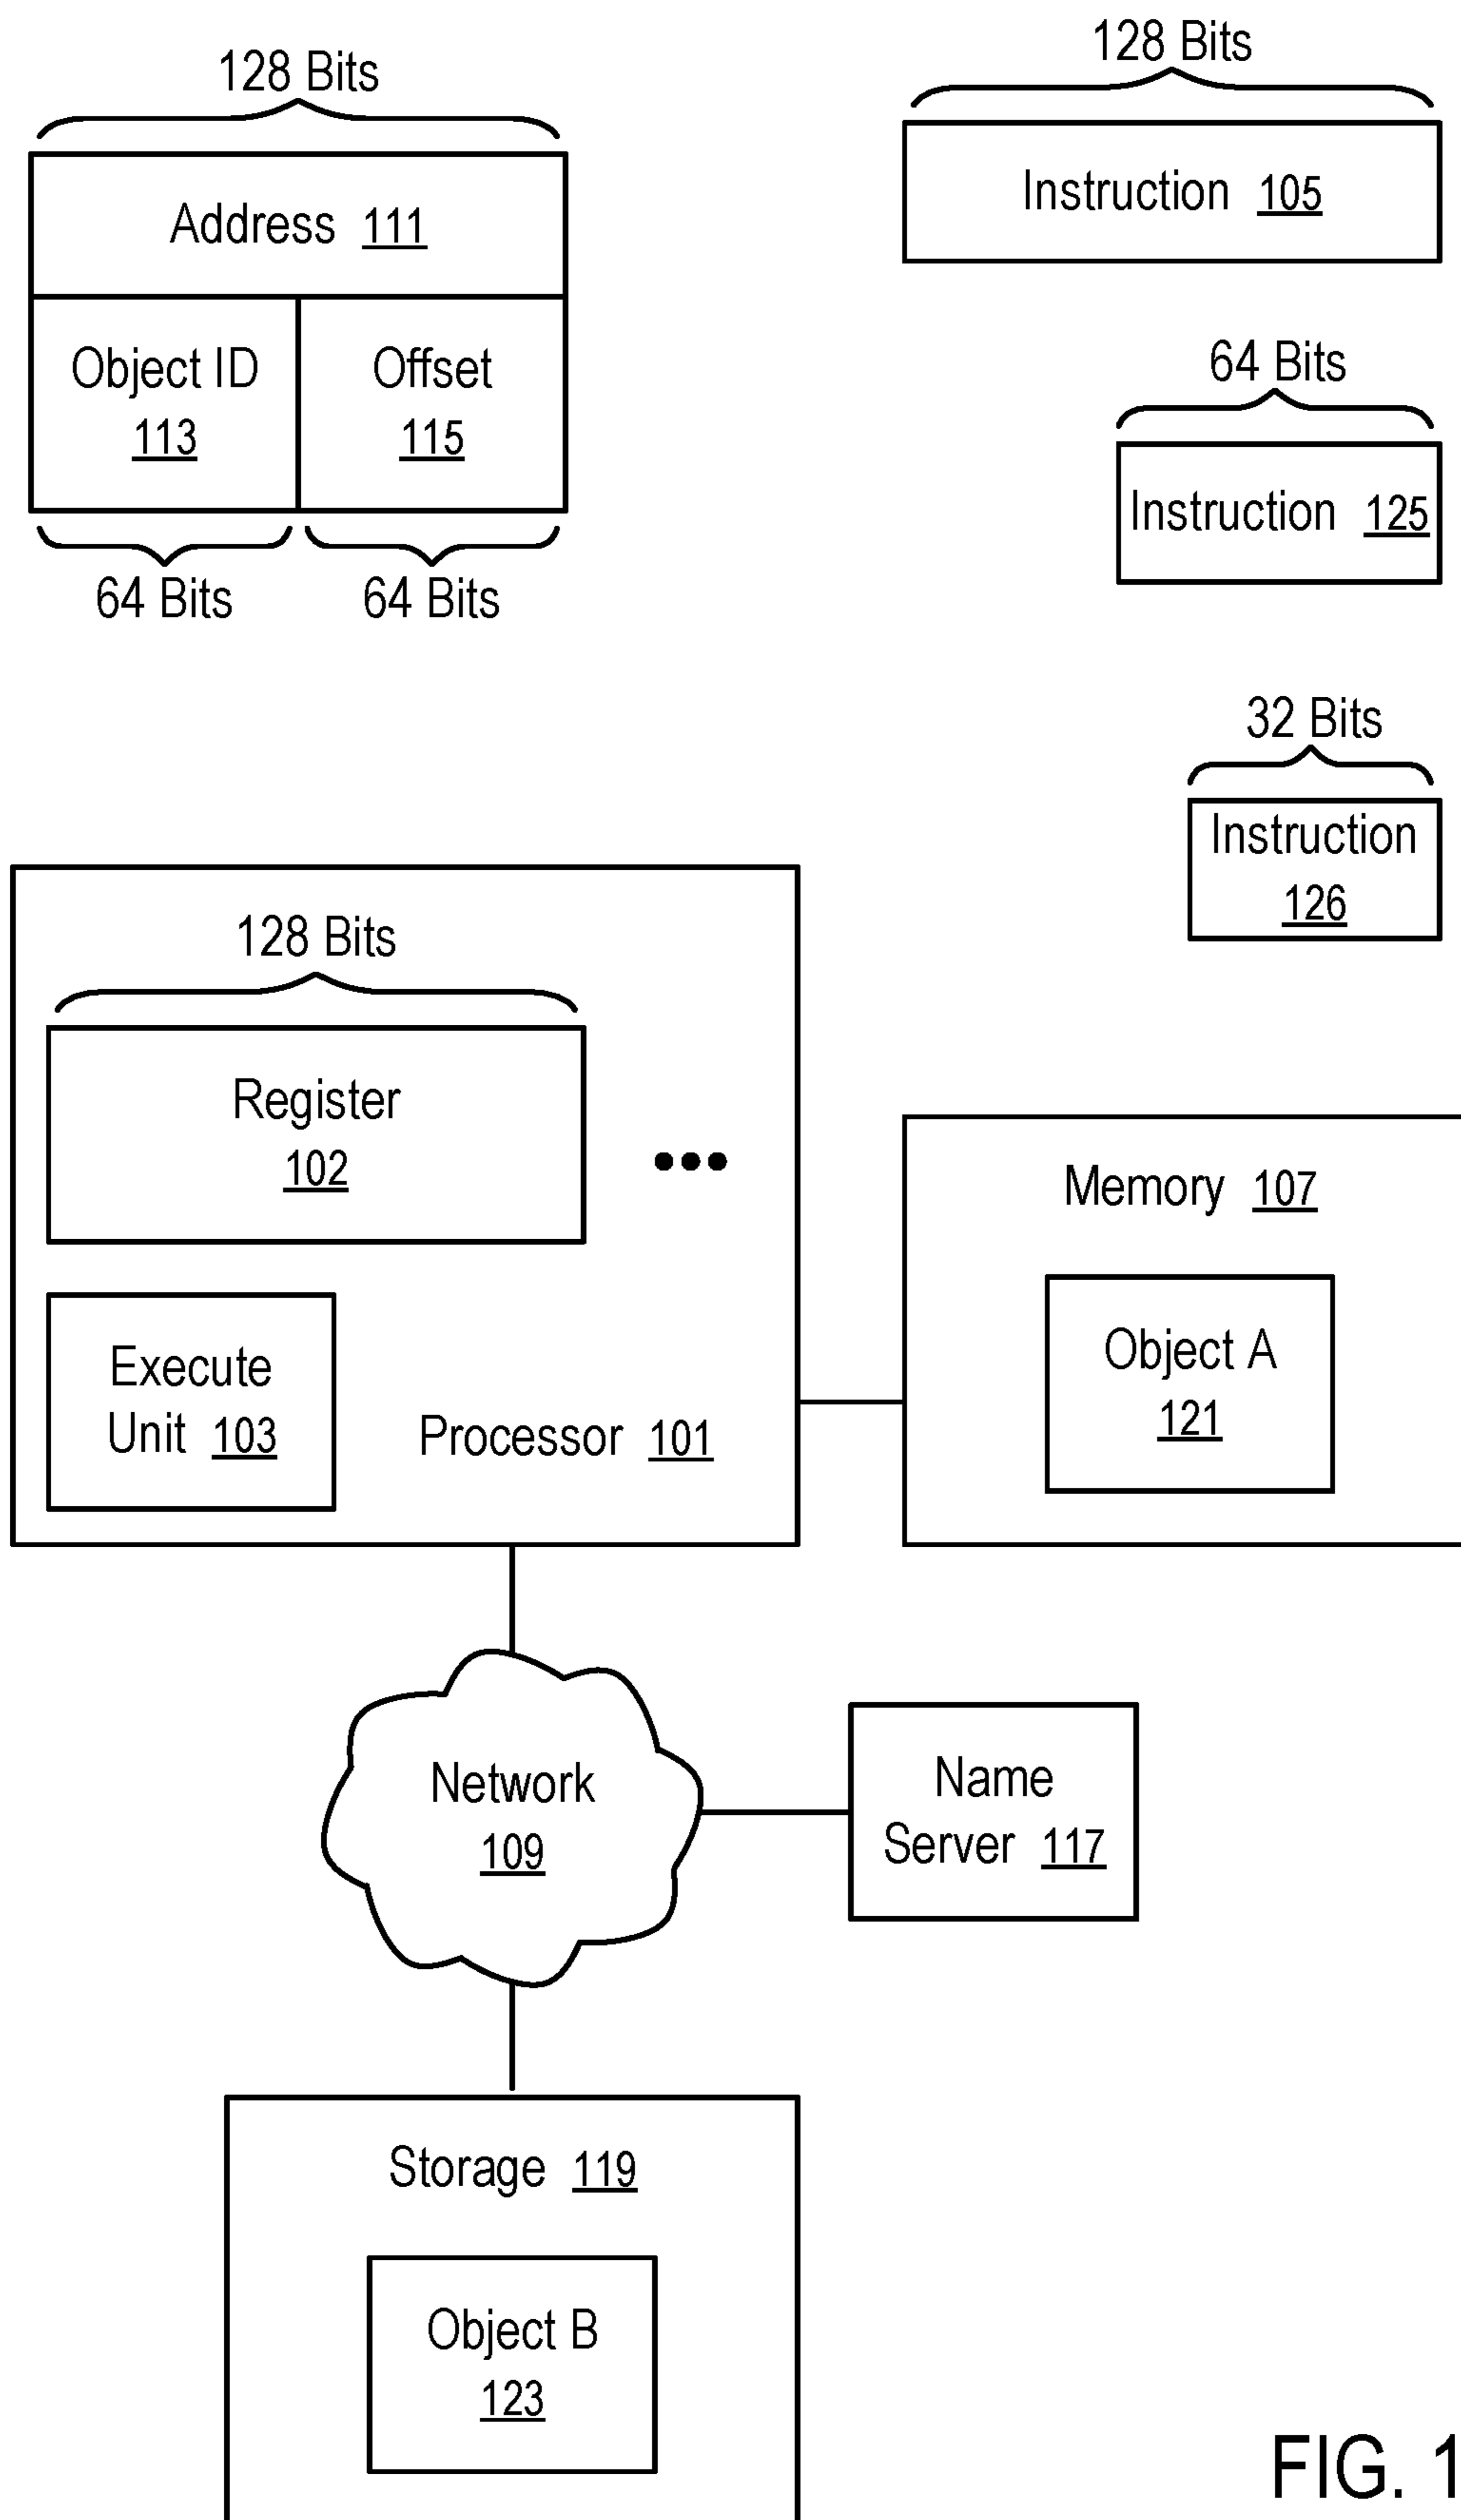 128 Bits
Address 111
Object ID
113
Offset
115
64 Bits
64 Bits
128 Bits
Instruction 105
64 Bits
Instruction 125
32 Bits
Instruction
126
128 Bits
Register
102
Execute
Unit 103
Processor 101
Memory 107
Object A
121
Network
109
Name
Server 117
Storage 119
Object B
123
FIG. 1